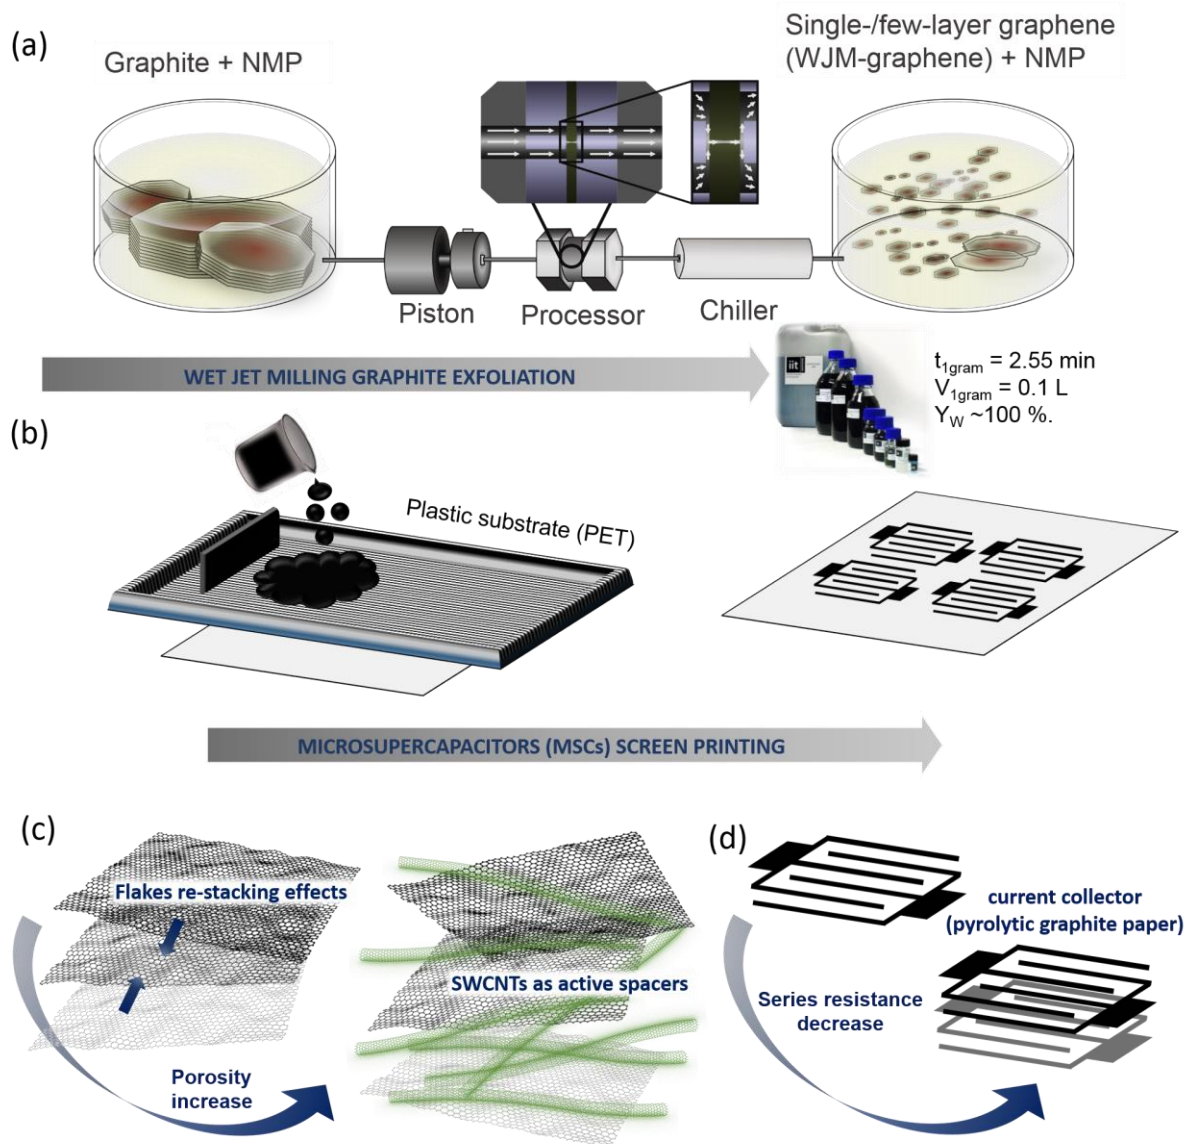 (a)
Graphite + NMP
Single-/few-layer graphene
(WJM-graphene) + NMP
Piston
Processor
Chiller
WET JET MILLING GRAPHITE EXFOLIATION
iit
t1gram = 2.55 min
V1gram = 0.1 L
YW ~100 %.
(b)
Plastic substrate (PET)
MICROSUPERCAPACITORS (MSCs) SCREEN PRINTING
(c)
Flakes re-stacking effects
SWCNTs as active spacers
Porosity
increase
(d)
current collector
(pyrolytic graphite paper)
Series resistance
decrease